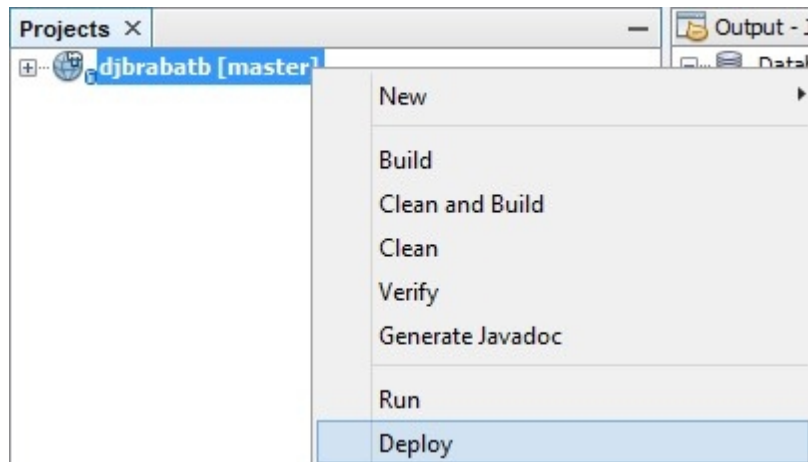 Projects
Output -
djbrabatb [master]
New
Build
Clean and Build
Clean
Verify
Generate Javadoc
Run
Deploy